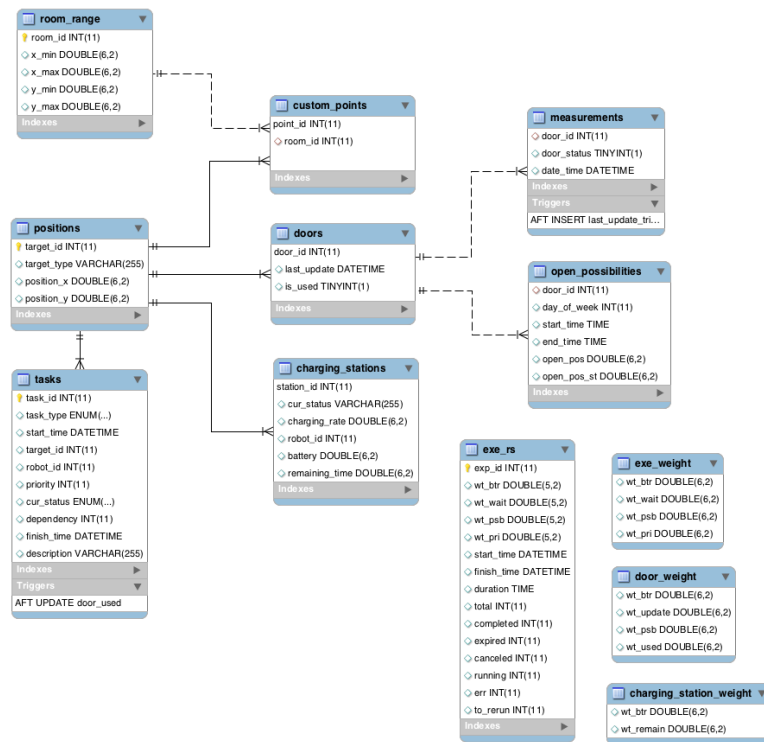 room_range
room_id INT(11)
x_min DOUBLE(6,2)
x_max DOUBLE(6,2)
y_min DOUBLE(6,2)
y_max DOUBLE(6,2)
Indexes
custom_points
point_id INT(11)
room_id INT(11)
Indexes
measurements
door_id INT(11)
door_status TINYINT(1)
date_time DATETIME
Indexes
Triggers
AFT INSERT last_update_tri...
positions
target_id INT(11)
target_type VARCHAR(255)
position_x DOUBLE(6,2)
position_y DOUBLE(6,2)
Indexes
doors
door_id INT(11)
last_update DATETIME
is_used TINYINT(1)
Indexes
open_possibilities
door_id INT(11)
day_of_week INT(11)
start_time TIME
end_time TIME
open_pos DOUBLE(6,2)
open_pos_st DOUBLE(6,2)
Indexes
tasks
task_id INT(11)
task_type ENUM(...)
start_time DATETIME
target_id INT(11)
robot_id INT(11)
priority INT(11)
cur_status ENUM(...)
dependency INT(11)
finish_time DATETIME
description VARCHAR(255)
Indexes
Triggers
AFT UPDATE door_used
charging_stations
station_id INT(11)
cur_status VARCHAR(255)
charging_rate DOUBLE(6,2)
robot_id INT(11)
battery DOUBLE(6,2)
remaining_time DOUBLE(6,2)
Indexes
exe_rs
exp_id INT(11)
wt_btr DOUBLE(5,2)
wt_wait DOUBLE(5,2)
wt_psb DOUBLE(5,2)
wt_pri DOUBLE(5,2)
start_time DATETIME
finish_time DATETIME
duration TIME
total INT(11)
completed INT(11)
expired INT(11)
canceled INT(11)
running INT(11)
err INT(11)
to_rerun INT(11)
Indexes
exe_weight
wt_btr DOUBLE(6,2)
wt_wait DOUBLE(6,2)
wt_psb DOUBLE(6,2)
wt_pri DOUBLE(6,2)
door_weight
wt_btr DOUBLE(6,2)
wt_update DOUBLE(6,2)
wt_psb DOUBLE(6,2)
wt_used DOUBLE(6,2)
charging_station_weight
wt_btr DOUBLE(6,2)
wt_remain DOUBLE(6,2)